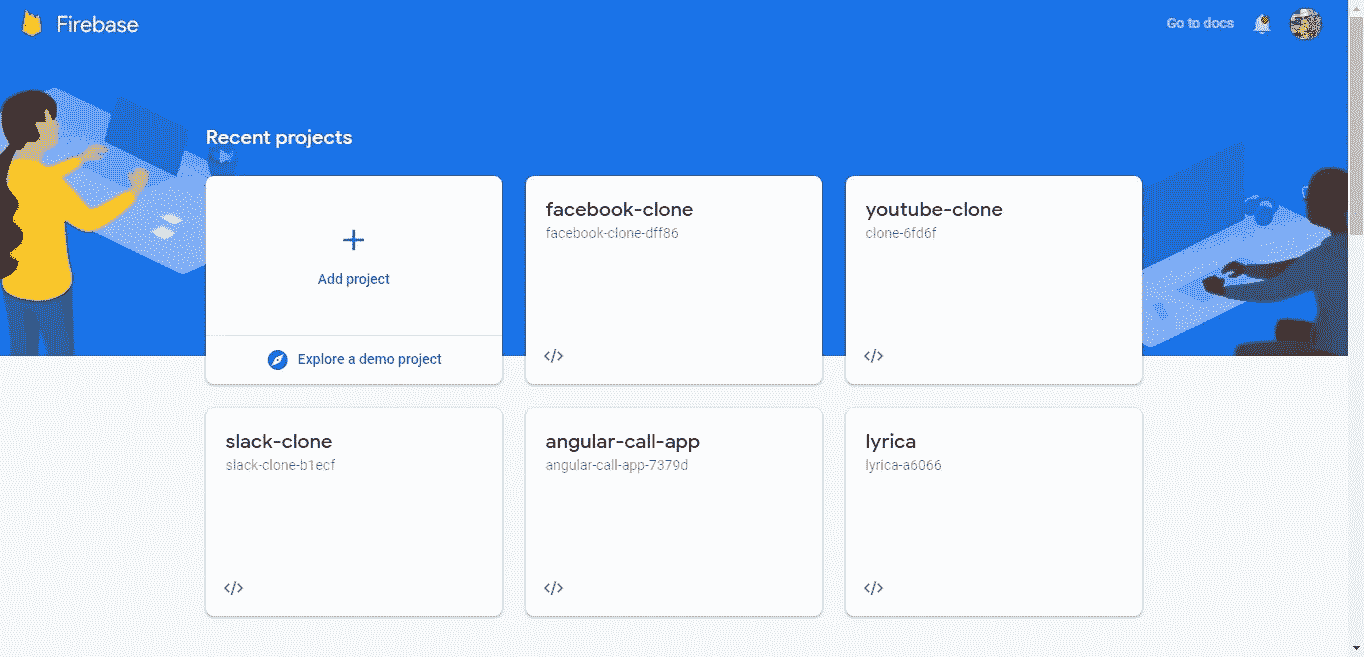 Firebase
Go to docs
Recent projects
Add project
Explore a demo project
facebook-clone
facebook-clone-dff86
</>
youtube-clone
clone-6fd6f
</>
slack-clone
slack-clone-b1ecf
</>
angular-call-app
angular-call-app-7379d
</>
lyrica
lyrica-a6066
</>